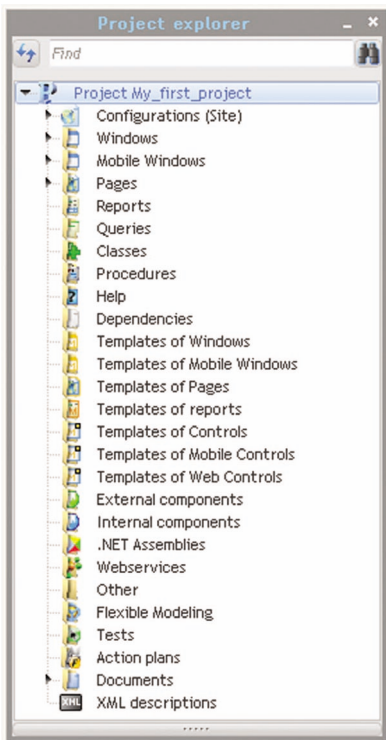 Project explorer
Find
Project My_first_project
Configurations (Site)
Windows
Mobile Windows
Pages
Reports
Queries
Classes
Procedures
Help
Dependencies
Templates of Windows
Templates of Mobile Windows
Templates of Pages
Templates of reports
Templates of Controls
Templates of Mobile Controls
Templates of Web Controls
External components
Internal components
.NET Assemblies
Webservices
Other
Flexible Modeling
Tests
Action plans
Documents
XML descriptions